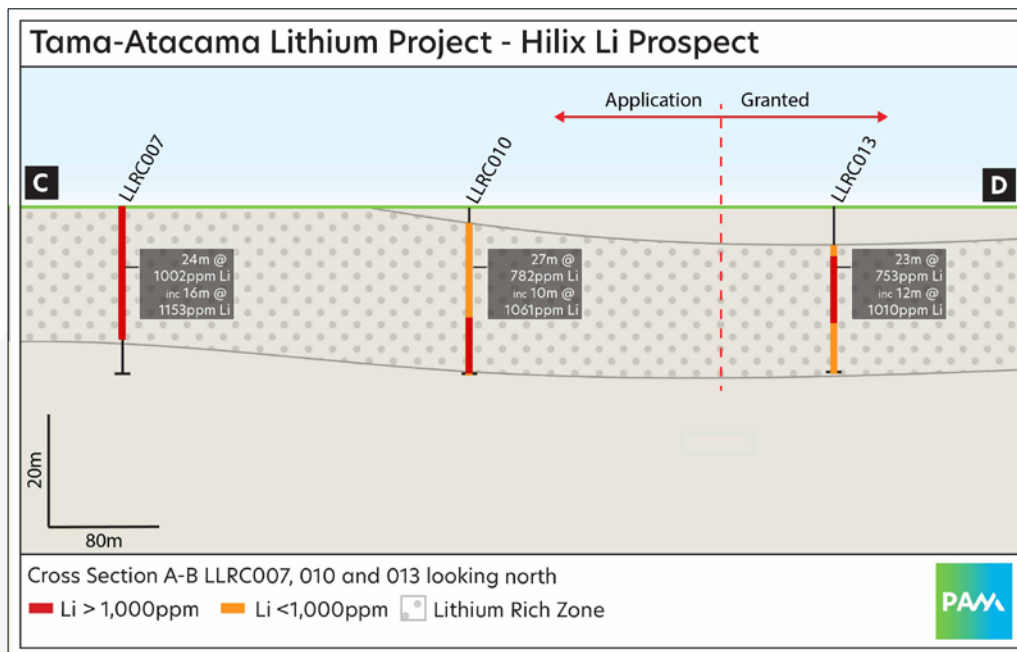 Tama-Atacama Lithium Project - Hilix Li Prospect
Application
Granted
C
LLRC007
LLRC010
LLRC013
D
24m @
1002ppm Li
inc 16m @
1153ppm Li
27m @
782ppm Li
inc 10m @
1061ppm Li
23m @
753ppm Li
inc 12m @
1010ppm Li
20m
80m
Cross Section A-B LLRC007, 010 and 013 looking north
Li > 1,000ppm
Li <1,000ppm
Lithium Rich Zone
PAM